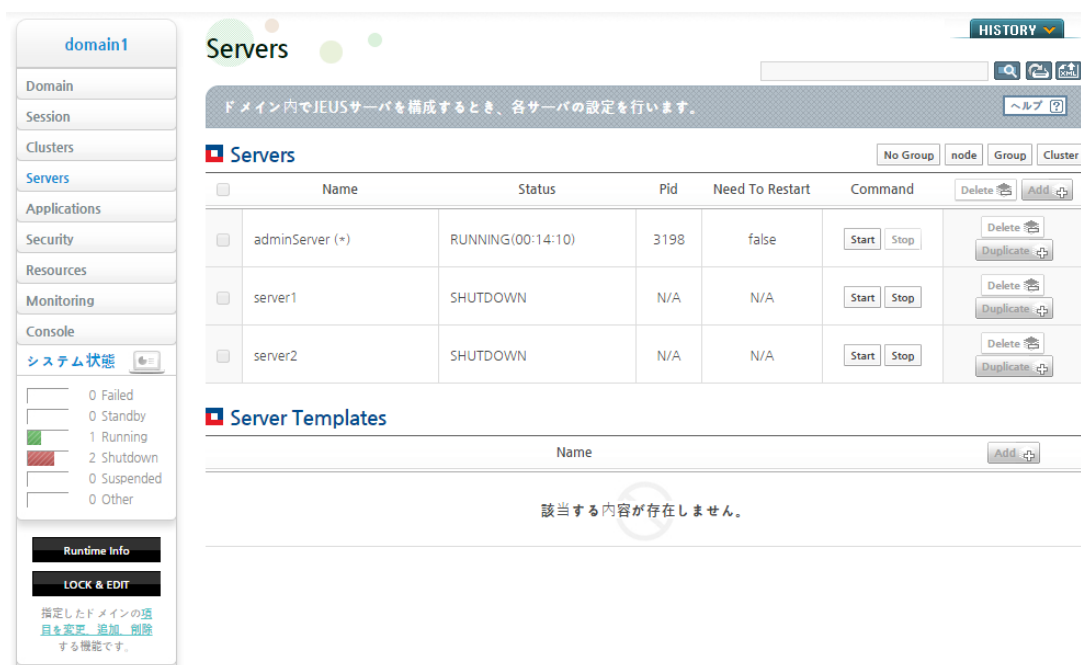 domain1
Domain
Session
Clusters
Servers
Applications
Security
Resources
Monitoring
Console
システム状態
0 Failed
0 Standby
1 Running
2 Shutdown
0 Suspended
0 Other
Runtime Info
LOCK & EDIT
指定したドメインの項
目を変更、追加、削除
する機能です。
Servers
HISTORY
XML
ドメイン内でJEUSサーバを構成するとき、各サーバの設定を行います。
ヘルプ ?
Servers
No Group node Group Cluster
Name Status Pid Need To Restart Command Delete Add
adminServer (*) RUNNING(00:14:10) 3198 false Start Stop Delete Duplicate
server1 SHUTDOWN N/A N/A Start Stop Delete Duplicate
server2 SHUTDOWN N/A N/A Start Stop Delete Duplicate
Server Templates
Name Add
該当する内容が存在しません。